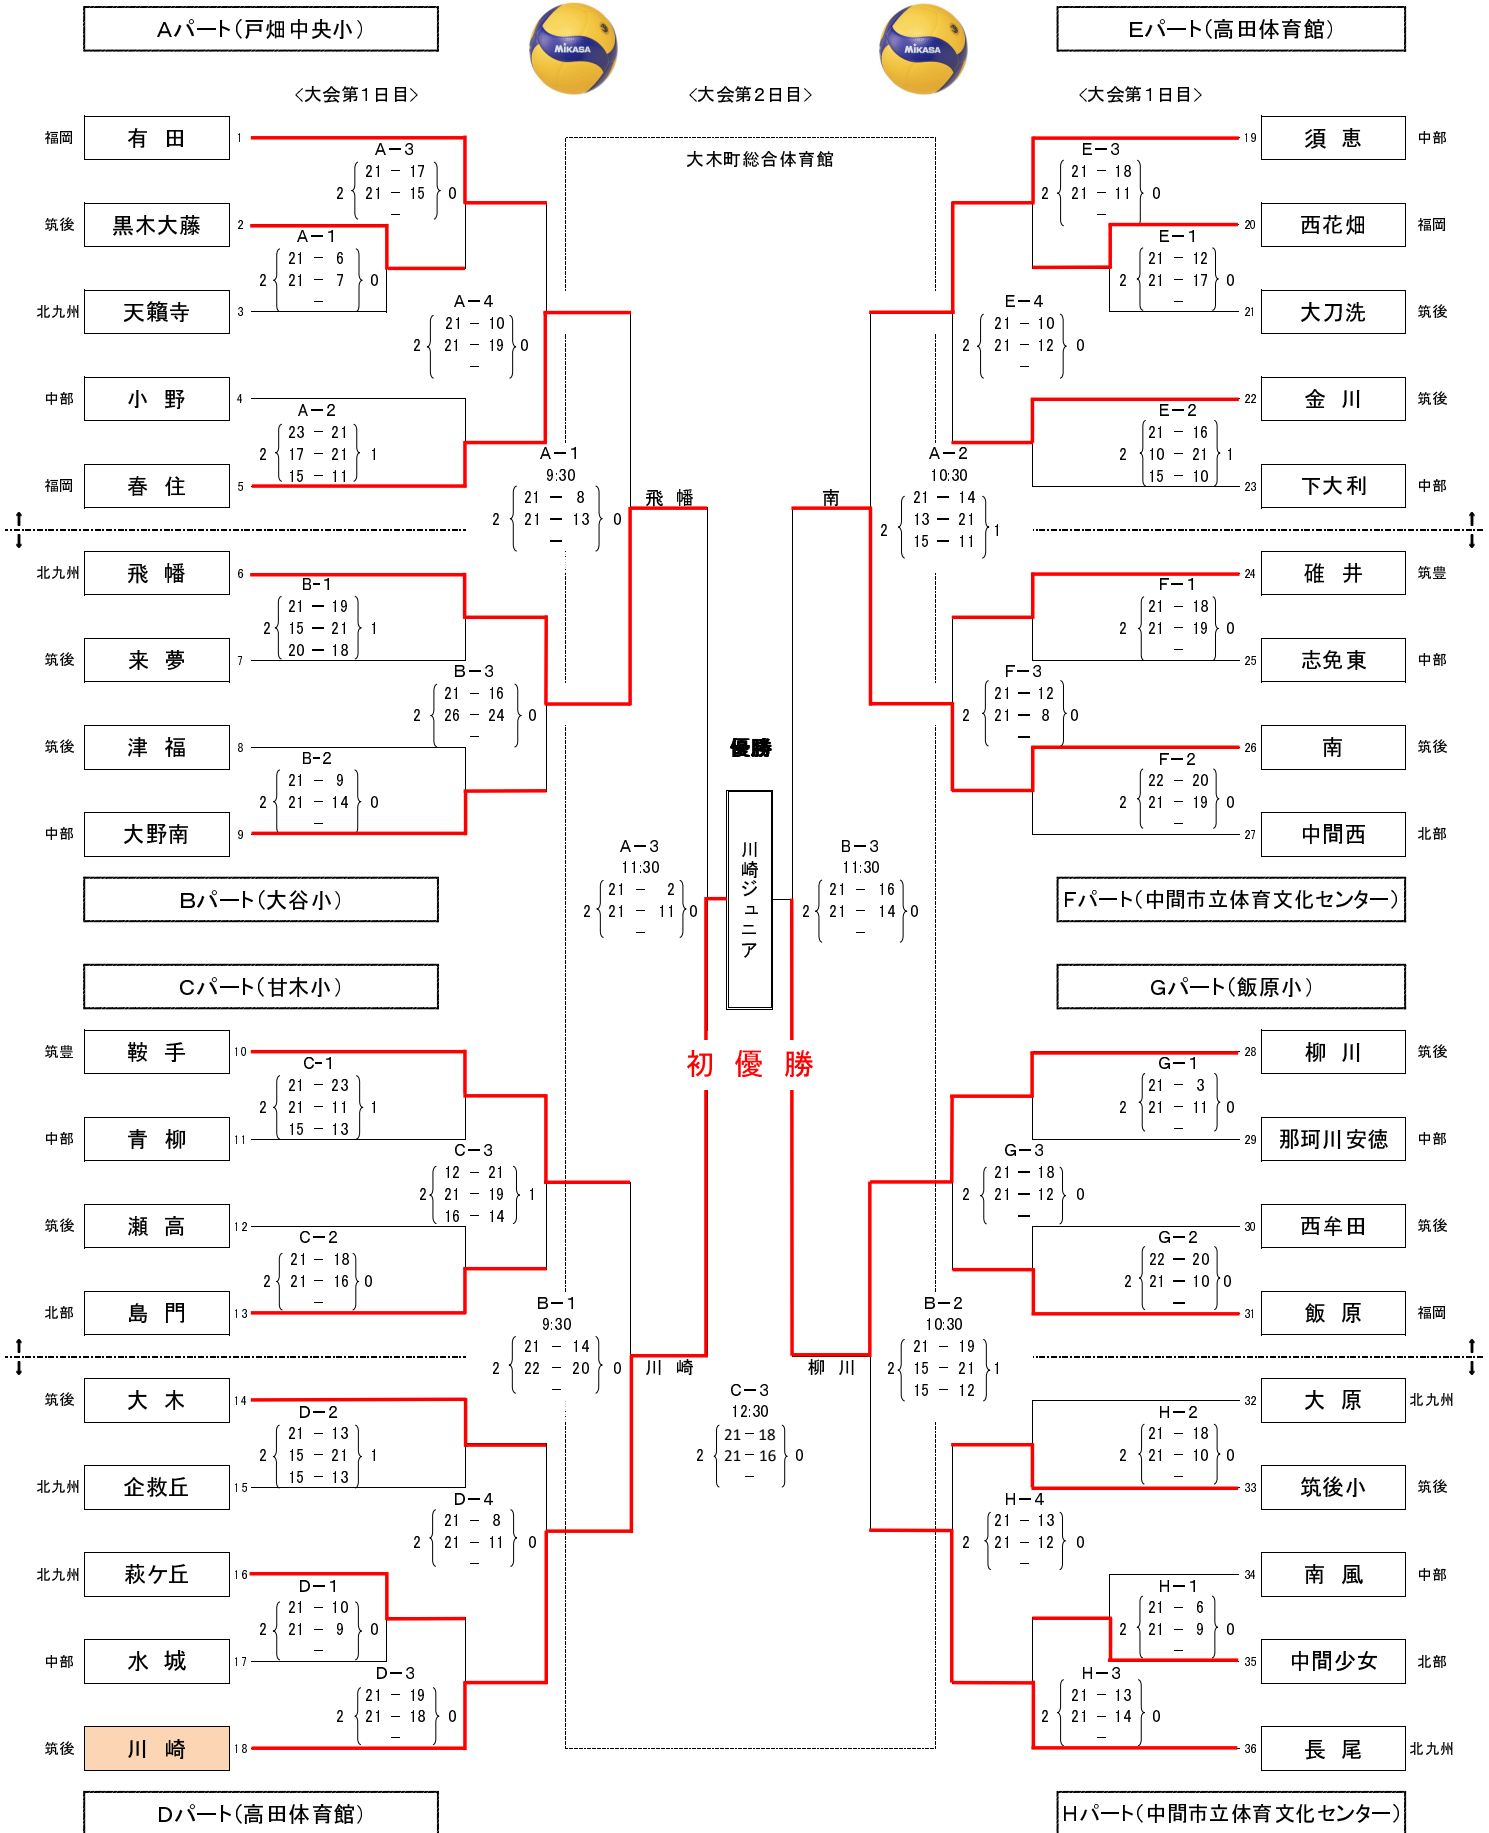 Aパート(戸畑中央小)
MIKASA
MIKASA
Eパート(高田体育館)
<大会第1日目>
<大会第2日目>
<大会第1日目>
大木町総合体育館
福岡 有 田 1
A-3
2 21 - 17 0
21 - 15
-
筑後 黒木大藤 2
A-1
21 - 6
2 21 - 7 0
-
北九州 天籟寺 3
A-4
21 - 10
2 21 - 19 0
-
中部 小 野 4
A-2
23 - 21
2 17 - 21 1
15 - 11
福岡 春 住 5
A-1
9:30
21 - 8
2 21 - 13 0
-
飛 幡
北九州 飛 幡 6
B-1
21 - 19
2 15 - 21 1
20 - 18
筑後 来 夢 7
B-3
21 - 16
2 26 - 24 0
-
筑後 津 福 8
B-2
21 - 9
2 21 - 14 0
-
中部 大野南 9
Bパート(大谷小)
A-3
11:30
21 - 2
2 21 - 11 0
-
Cパート(甘木小)
筑豊 鞍 手 10
C-1
21 - 23
2 21 - 11 1
15 - 13
中部 青 柳 11
C-3
12 - 21
2 21 - 19 1
16 - 14
筑後 瀬 高 12
C-2
21 - 18
2 21 - 16 0
-
北部 島 門 13
B-1
9:30
21 - 14
2 22 - 20 0
-
川 崎
筑後 大 木 14
D-2
21 - 13
2 15 - 21 1
15 - 13
北九州 企救丘 15
D-4
21 - 8
2 21 - 11 0
-
北九州 萩ケ丘 16
D-1
21 - 10
2 21 - 9 0
-
中部 水 城 17
D-3
21 - 19
2 21 - 18 0
-
筑後 川 崎 18
Dパート(高田体育館)
優勝
川崎ジュニア
初 優 勝
C-3
12:30
21 - 18
2 21 - 16 0
-
19 須 恵 中部
E-3
21 - 18
2 21 - 11 0
-
20 西花畑 福岡
E-1
21 - 12
2 21 - 17 0
-
21 大刀洗 筑後
E-4
21 - 10
2 21 - 12 0
-
22 金 川 筑後
E-2
21 - 16
2 10 - 21 1
15 - 10
23 下大利 中部
A-2
10:30
21 - 14
2 13 - 21 1
15 - 11
南
24 碓 井 筑豊
F-1
21 - 18
2 21 - 19 0
-
25 志免東 中部
F-3
21 - 12
2 21 - 8 0
-
26 南 筑後
F-2
22 - 20
2 21 - 19 0
-
27 中間西 北部
B-3
11:30
21 - 16
2 21 - 14 0
-
Fパート(中間市立体育文化センター)
Gパート(飯原小)
28 柳 川 筑後
G-1
21 - 3
2 21 - 11 0
-
29 那珂川安徳 中部
G-3
21 - 18
2 21 - 12 0
-
30 西牟田 筑後
G-2
22 - 20
2 21 - 10 0
-
31 飯 原 福岡
B-2
10:30
21 - 19
2 15 - 21 1
15 - 12
柳 川
32 大 原 北九州
H-2
21 - 18
2 21 - 10 0
-
33 筑後小 筑後
H-4
21 - 13
2 21 - 12 0
-
34 南 風 中部
H-1
21 - 6
2 21 - 9 0
-
35 中間少女 北部
H-3
21 - 13
2 21 - 14 0
-
36 長 尾 北九州
Hパート(中間市立体育文化センター)